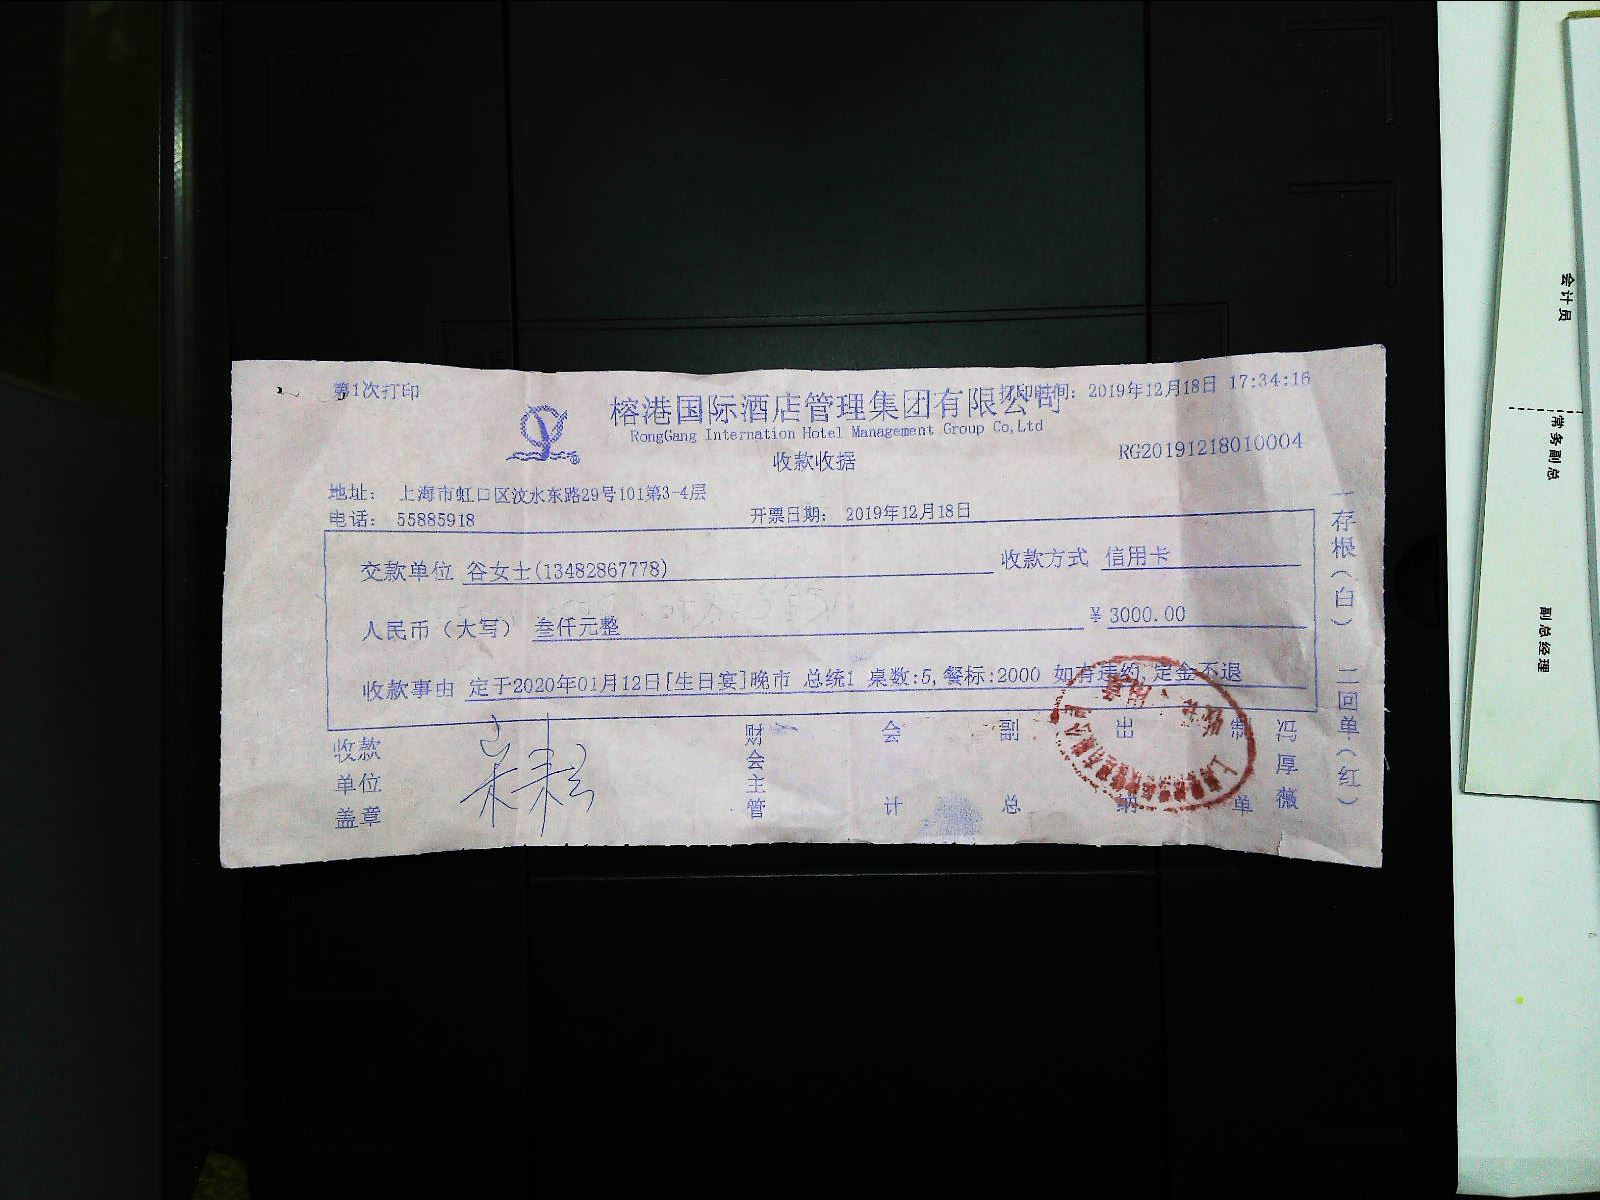 第1次打印
打印时间：2019年12月18日 17:34:16
榕港国际酒店管理集团有限公司
RongGang Internation Hotel Management Group Co,Ltd
收款收据
RG20191218010004
地址： 上海市虹口区汶水东路29号101第3-4层
电话： 55885918
开票日期： 2019年12月18日
交款单位 谷女士(13482867778)
收款方式 信用卡
人民币（大写） 叁仟元整
¥ 3000.00
收款事由 定于2020年01月12日[生日宴]晚市 总统1 桌数:5,餐标:2000 如有违约,定金不退
收款单位盖章
财会主管
会计
副总
出纳
制单
冯厚薇
一存根（白） 二回单（红）
会计员
常务副总
副总经理